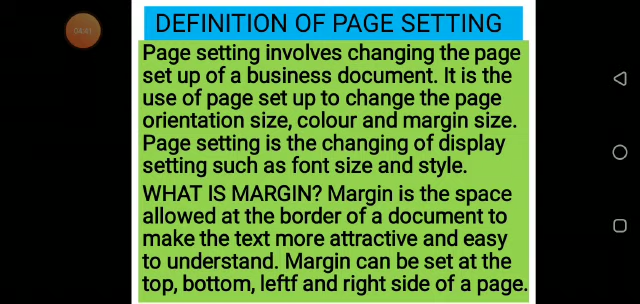 04:41
DEFINITION OF PAGE SETTING
Page setting involves changing the page
set up of a business document. It is the
use of page set up to change the page
orientation size, colour and margin size.
Page setting is the changing of display
setting such as font size and style.
WHAT IS MARGIN? Margin is the space
allowed at the border of a document to
make the text more attractive and easy
to understand. Margin can be set at the
top, bottom, leftf and right side of a page.